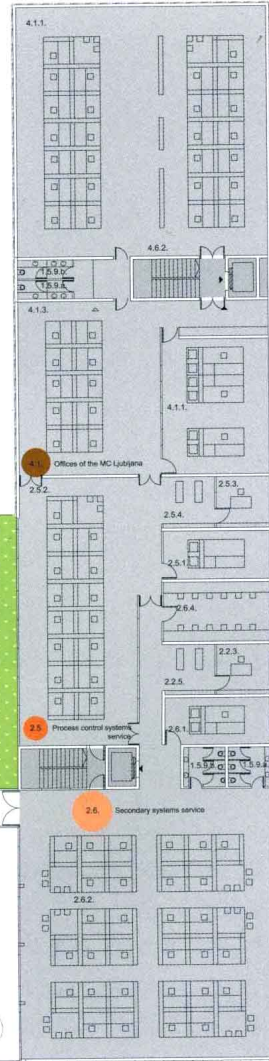 4.1.1.
4.6.2.
1.5.9.b.
1.5.9.a.
4.1.3.
4.1.1.
4.1. Offices of the MC Ljubljana
2.5.2.
2.5.3.
2.5.4.
2.5.1.
2.6.4.
2.2.3.
2.2.5.
2.5. Process control systems
service
2.6.1.
1.5.9.b.
1.5.9.a.
2.6. Secondary systems service
2.6.2.